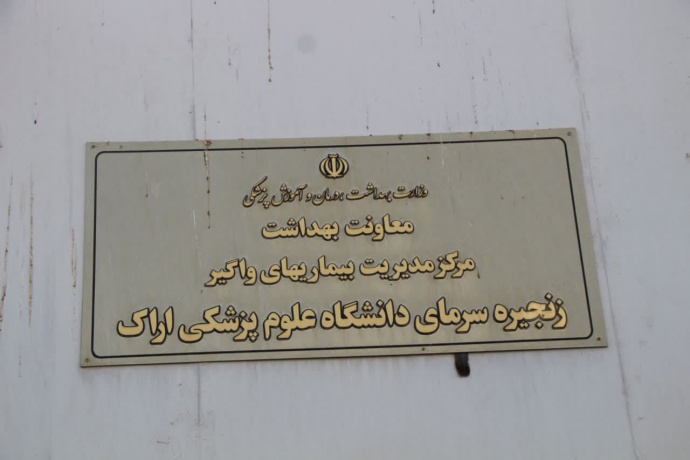 وزارت بهداشت درمان و آموزش پزشکی
معاونت بهداشت
مرکز مدیریت بیماریهای واگیر
زنجیره سرمای دانشگاه علوم پزشکی اراک